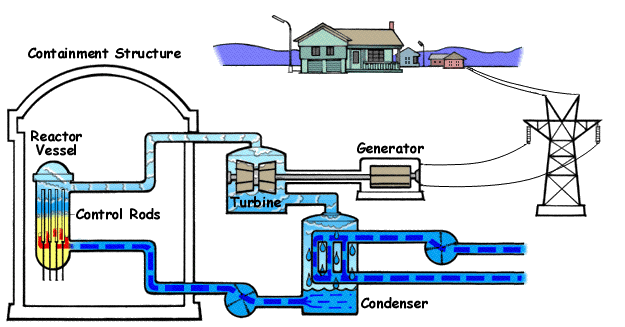 Containment Structure
Reactor
Vessel
Control Rods
Turbine
Generator
Condenser